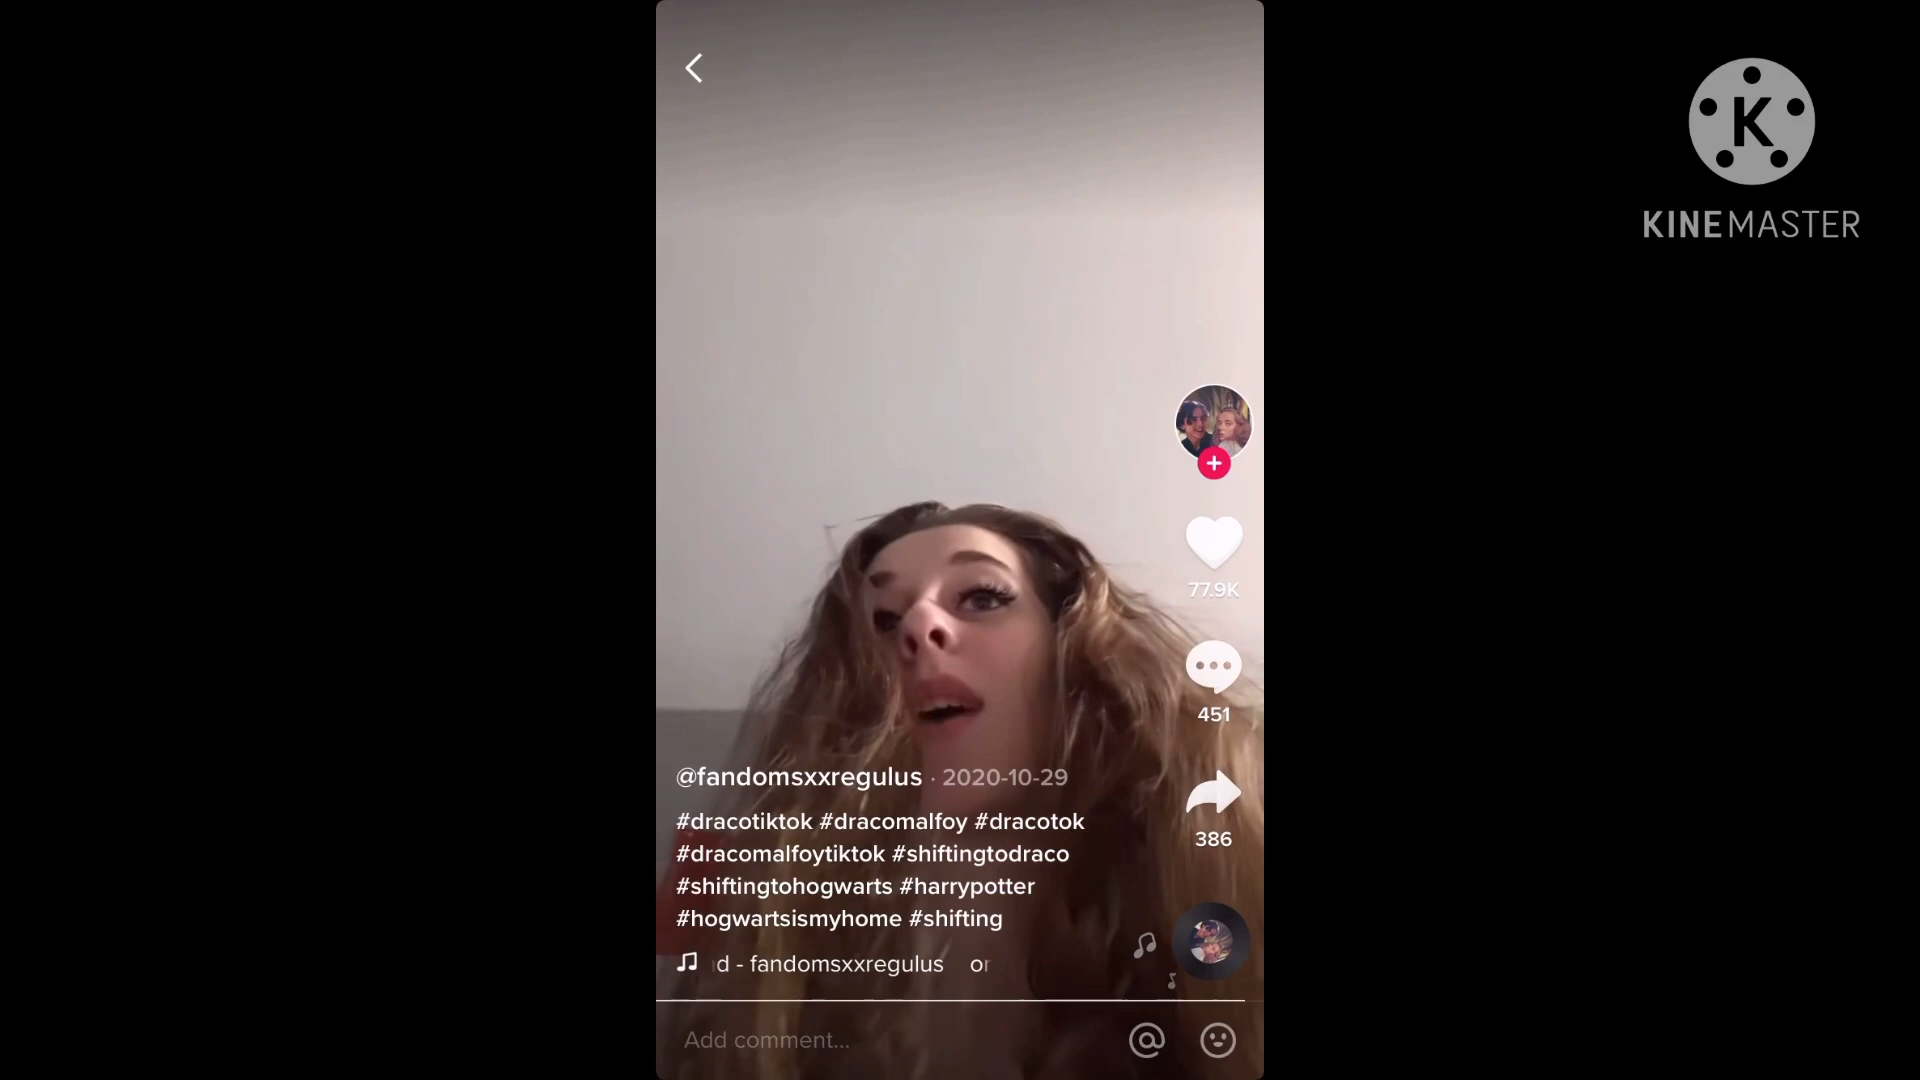 K
KINEMASTER
77.9K
451
@fandomsxxregulus · 2020-10-29
#dracotiktok #dracomalfoy #dracotok
#dracomalfoytiktok #shiftingtodraco
#shiftingtohogwarts #harrypotter
#hogwartsismyhome #shifting
386
d - fandomsxxregulus or
Add comment...